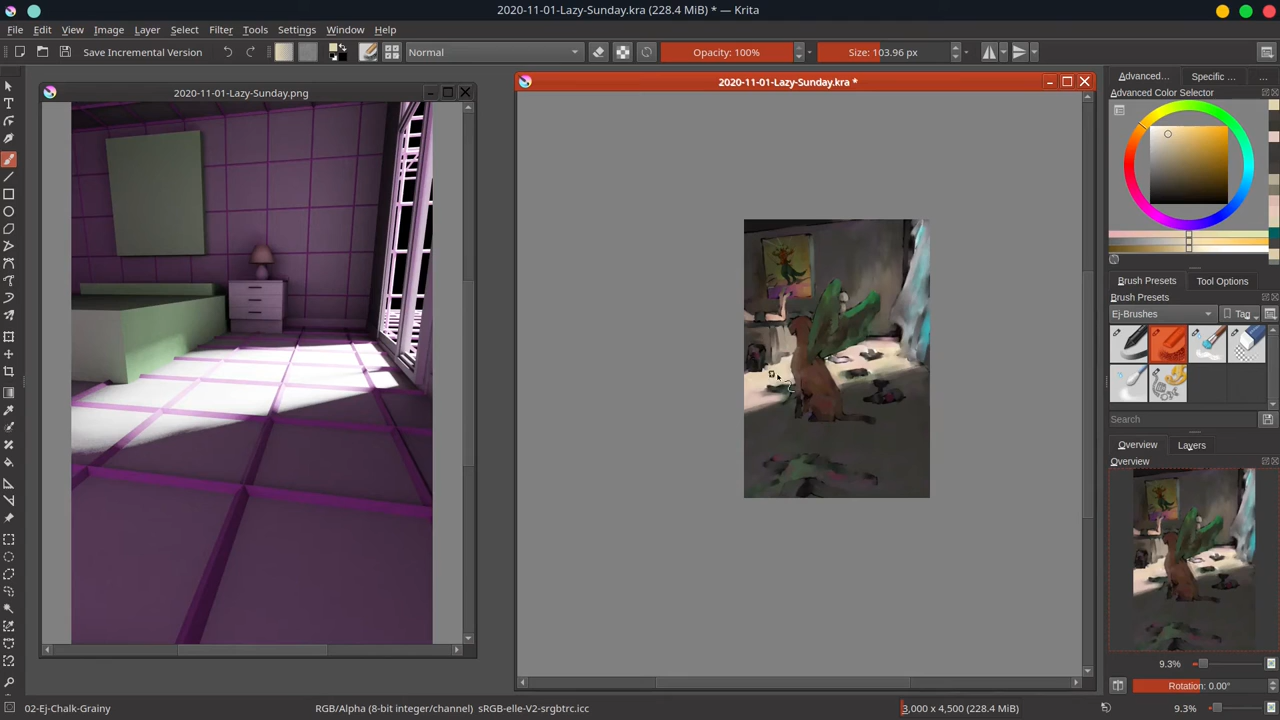 2020-11-01-Lazy-Sunday.kra (228.4 MiB) * — Krita
File Edit View Image Layer Select Filter Tools Settings Window Help
Save Incremental Version Normal Opacity: 100% Size: 103.96 px
2020-11-01-Lazy-Sunday.png
2020-11-01-Lazy-Sunday.kra *
Advanced... Specific ... ...
Advanced Color Selector
Brush Presets Tool Options
Brush Presets
Ej-Brushes Tag
Search
Overview Layers
Overview
9.3%
Rotation: 0.00°
02-Ej-Chalk-Grainy RGB/Alpha (8-bit integer/channel) sRGB-elle-V2-srgbtrc.icc 3,000 x 4,500 (228.4 MiB) 9.3%